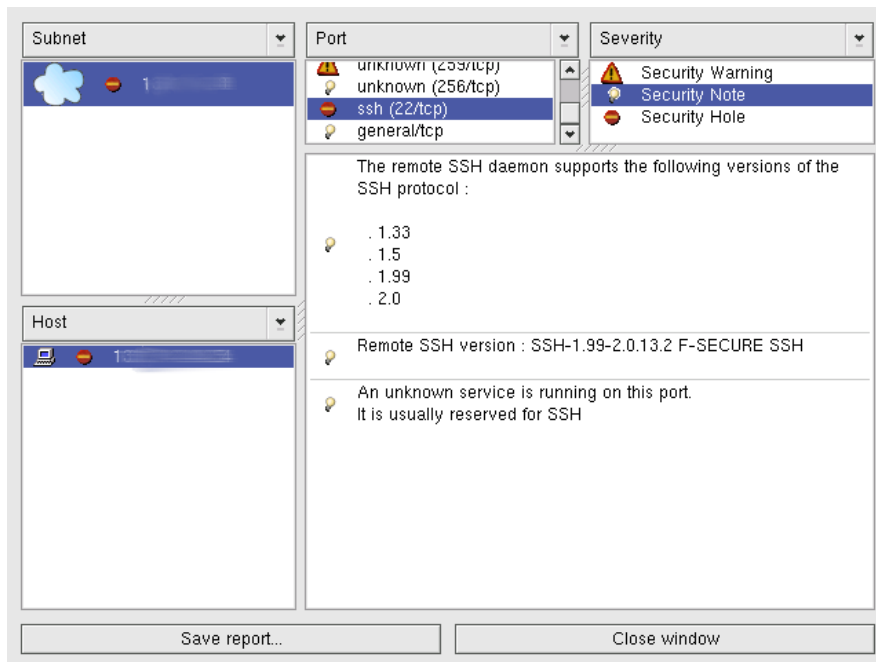 Subnet
Port
Severity
1
unknown (259/tcp)
unknown (256/tcp)
ssh (22/tcp)
general/tcp
Security Warning
Security Note
Security Hole
The remote SSH daemon supports the following versions of the
SSH protocol :
. 1.33
. 1.5
. 1.99
. 2.0
Remote SSH version : SSH-1.99-2.0.13.2 F-SECURE SSH
An unknown service is running on this port.
It is usually reserved for SSH
Host
Save report...
Close window